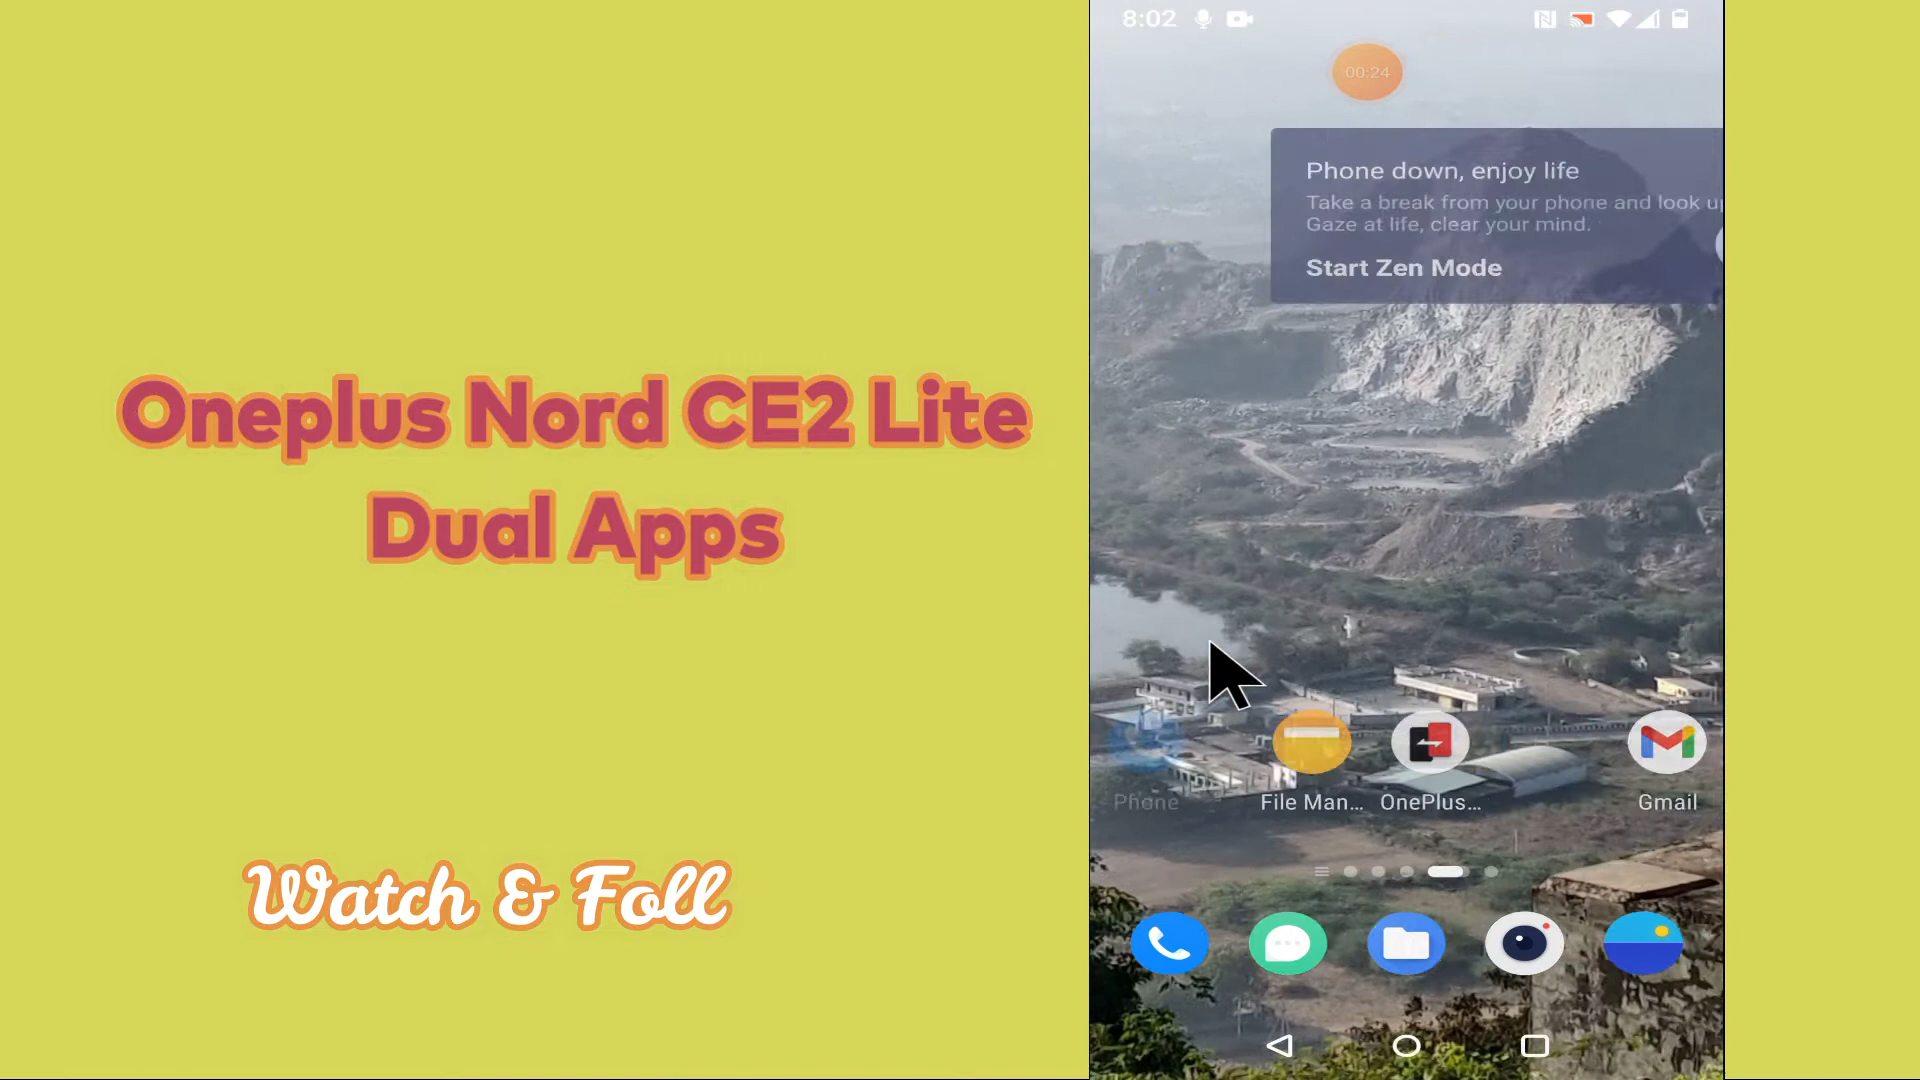 Oneplus Nord CE2 Lite
Dual Apps
Watch & Foll
8:02
00:24
Phone down, enjoy life
Take a break from your phone and look up
Gaze at life, clear your mind.
Start Zen Mode
Phone
File Man...
OnePlus...
Gmail